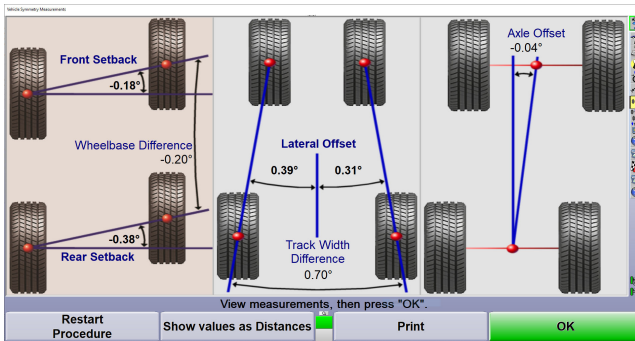 Vehicle Symmetry Measurements
Front Setback
-0.18°
Wheelbase Difference
-0.20°
-0.38°
Rear Setback
Lateral Offset
0.39°
0.31°
Track Width
Difference
0.70°
Axle Offset
-0.04°
View measurements, then press "OK".
Restart
Procedure
Show values as Distances
Print
OK